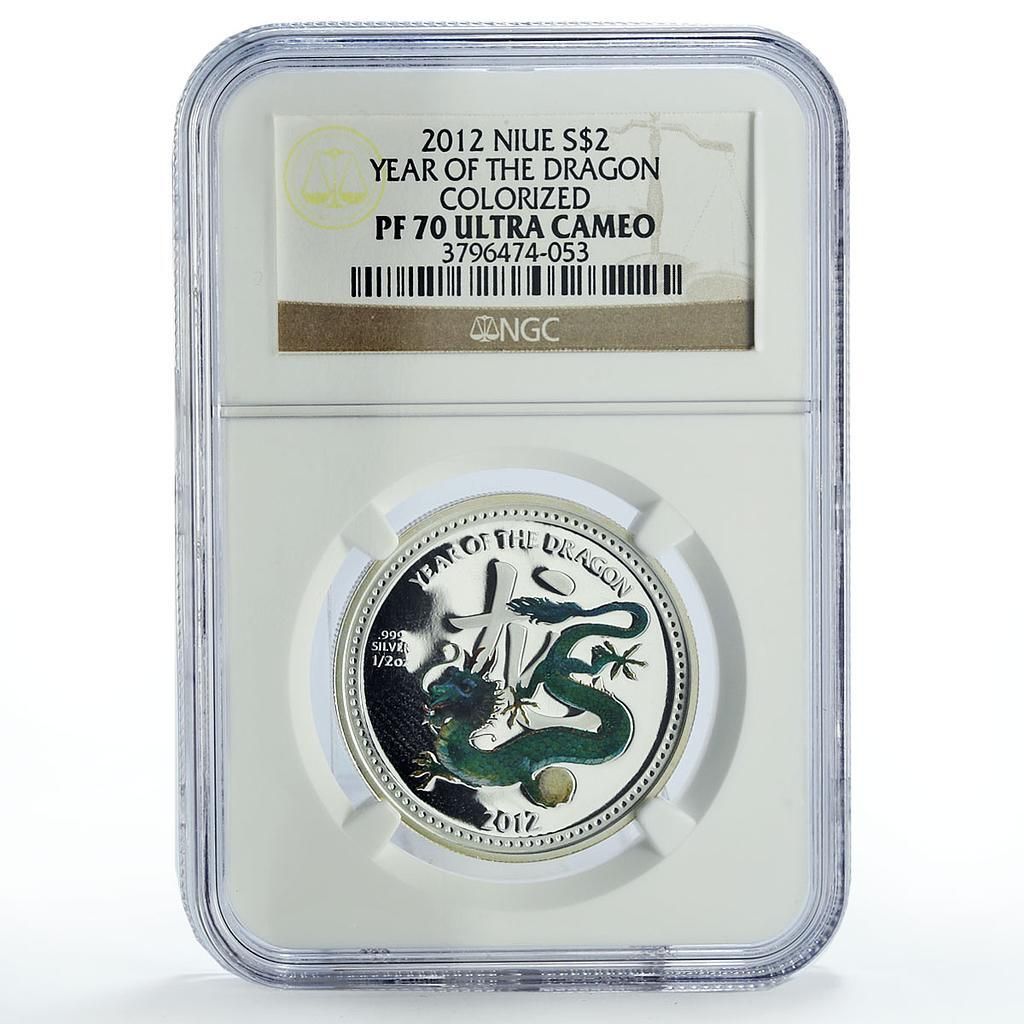 2012 NIUE S$2
YEAR OF THE DRAGON
COLORIZED
PF 70 ULTRA CAMEO
3796474-053
NGC
YEAR OF THE DRAGON
.999
SILVER
1/2oz
龙
2012